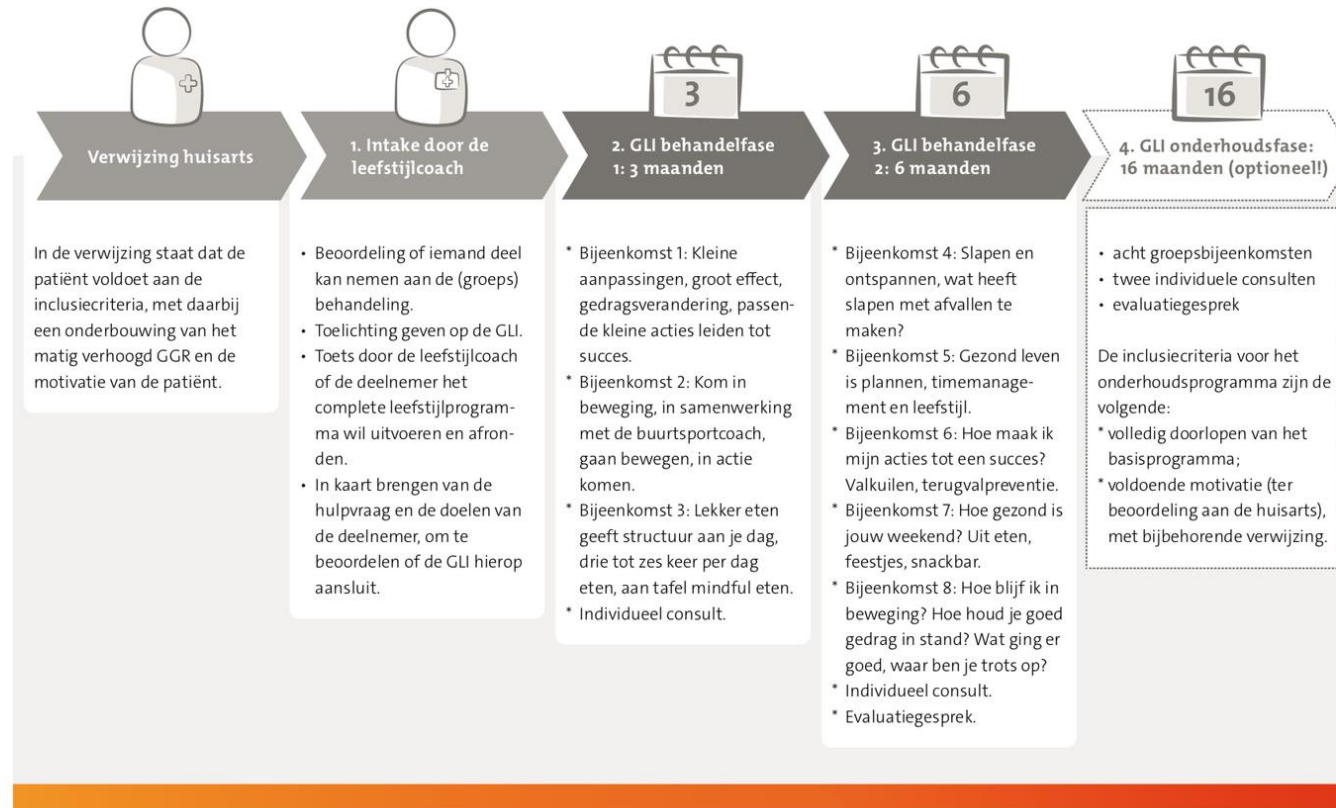 3
6
16
Verwijzing huisarts
1. Intake door de
leefstijlcoach
2. GLI behandelfase
1: 3 maanden
3. GLI behandelfase
2: 6 maanden
4. GLI onderhoudsfase:
16 maanden (optioneel!)
In de verwijzing staat dat de
patiënt voldoet aan de
inclusiecriteria, met daarbij
een onderbouwing van het
matig verhoogd GGR en de
motivatie van de patiënt.
• Beoordeling of iemand deel
kan nemen aan de (groeps)
behandeling.
• Toelichting geven op de GLI.
• Toets door de leefstijlcoach
of de deelnemer het
complete leefstijlprogram-
ma wil uitvoeren en afron-
den.
• In kaart brengen van de
hulpvraag en de doelen van
de deelnemer, om te
beoordelen of de GLI hierop
aansluit.
* Bijeenkomst 1: Kleine
aanpassingen, groot effect,
gedragsverandering, passen-
de kleine acties leiden tot
succes.
* Bijeenkomst 2: Kom in
beweging, in samenwerking
met de buurtsportcoach,
gaan bewegen, in actie
komen.
* Bijeenkomst 3: Lekker eten
geeft structuur aan je dag,
drie tot zes keer per dag
eten, aan tafel mindful eten.
* Individueel consult.
* Bijeenkomst 4: Slapen en
ontspannen, wat heeft
slapen met afvallen te
maken?
* Bijeenkomst 5: Gezond leven
is plannen, timemanage-
ment en leefstijl.
* Bijeenkomst 6: Hoe maak ik
mijn acties tot een succes?
Valkuilen, terugvalpreventie.
* Bijeenkomst 7: Hoe gezond is
jouw weekend? Uit eten,
feestjes, snackbar.
* Bijeenkomst 8: Hoe blijf ik in
beweging? Hoe houd je goed
gedrag in stand? Wat ging er
goed, waar ben je trots op?
* Individueel consult.
* Evaluatiegesprek.
• acht groepsbijeenkomsten
• twee individuele consulten
• evaluatiegesprek
De inclusiecriteria voor het
onderhoudsprogramma zijn de
volgende:
* volledig doorlopen van het
basisprogramma;
* voldoende motivatie (ter
beoordeling aan de huisarts),
met bijbehorende verwijzing.